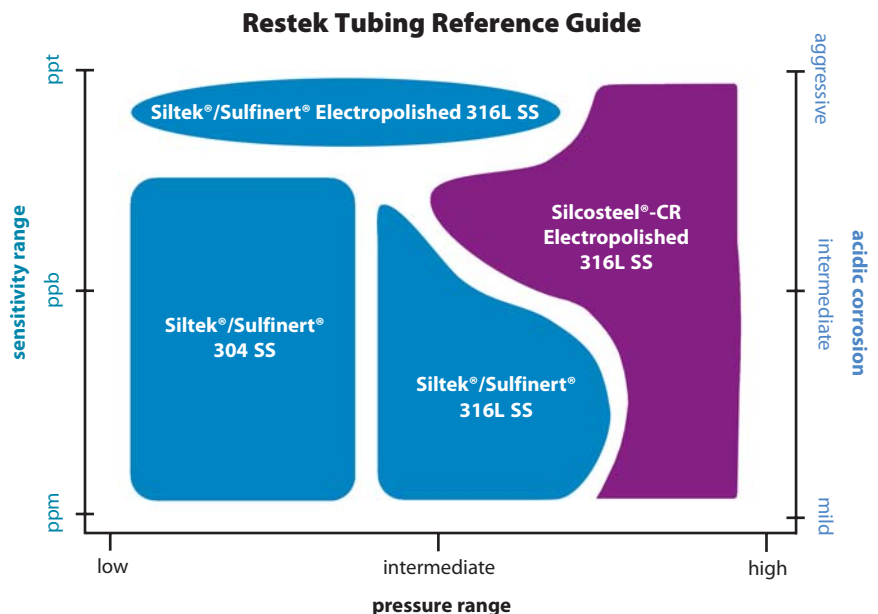 Restek Tubing Reference Guide
ppt
aggressive
Siltek®/Sulfinert® Electropolished 316L SS
Silcosteel®-CR
Electropolished
316L SS
sensitivity range
ppb
intermediate
acidic corrosion
Siltek®/Sulfinert®
304 SS
Siltek®/Sulfinert®
316L SS
ppm
mild
low
intermediate
high
pressure range